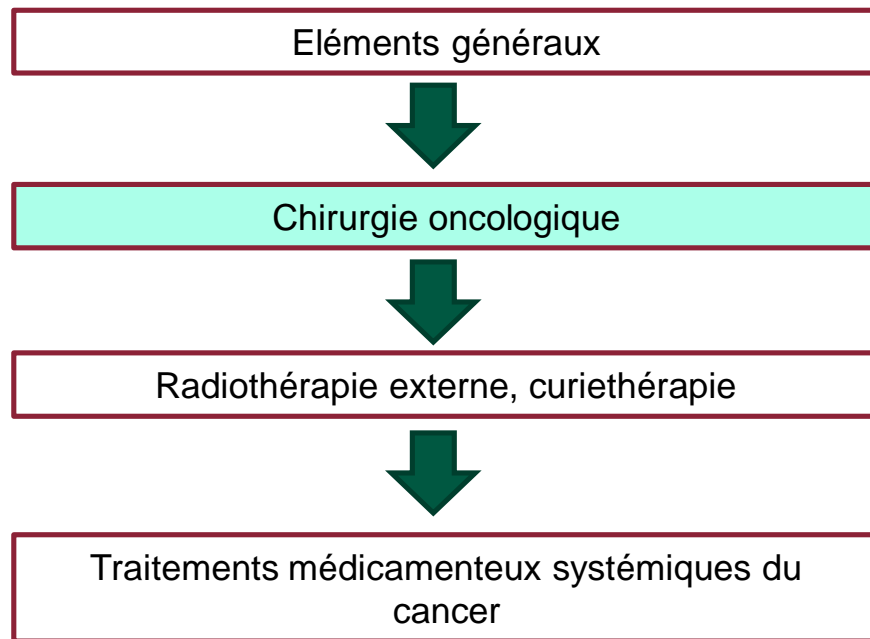 Eléments généraux
Chirurgie oncologique
Radiothérapie externe, curiethérapie
Traitements médicamenteux systémiques du
cancer